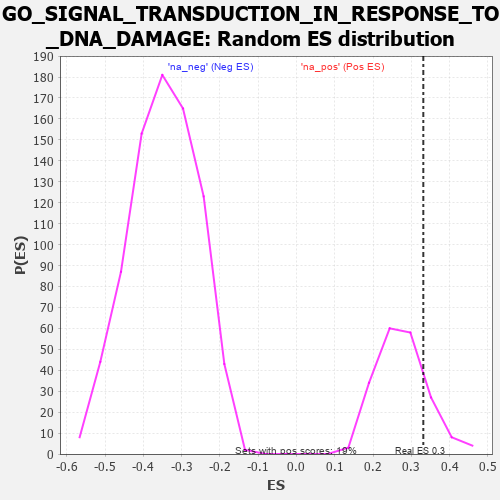 GO_SIGNAL_TRANSDUCTION_IN_RESPONSE_TO
_DNA_DAMAGE: Random ES distribution
'na_neg' (Neg ES) 'na_pos' (Pos ES)
190
180
170
160
150
140
130
120
110
100
90
80
70
60
50
40
30
20
10
0
P(ES)
Sets with pos scores: 19% Real ES 0.3
-0.6 -0.5 -0.4 -0.3 -0.2 -0.1 0.0 0.1 0.2 0.3 0.4 0.5
ES